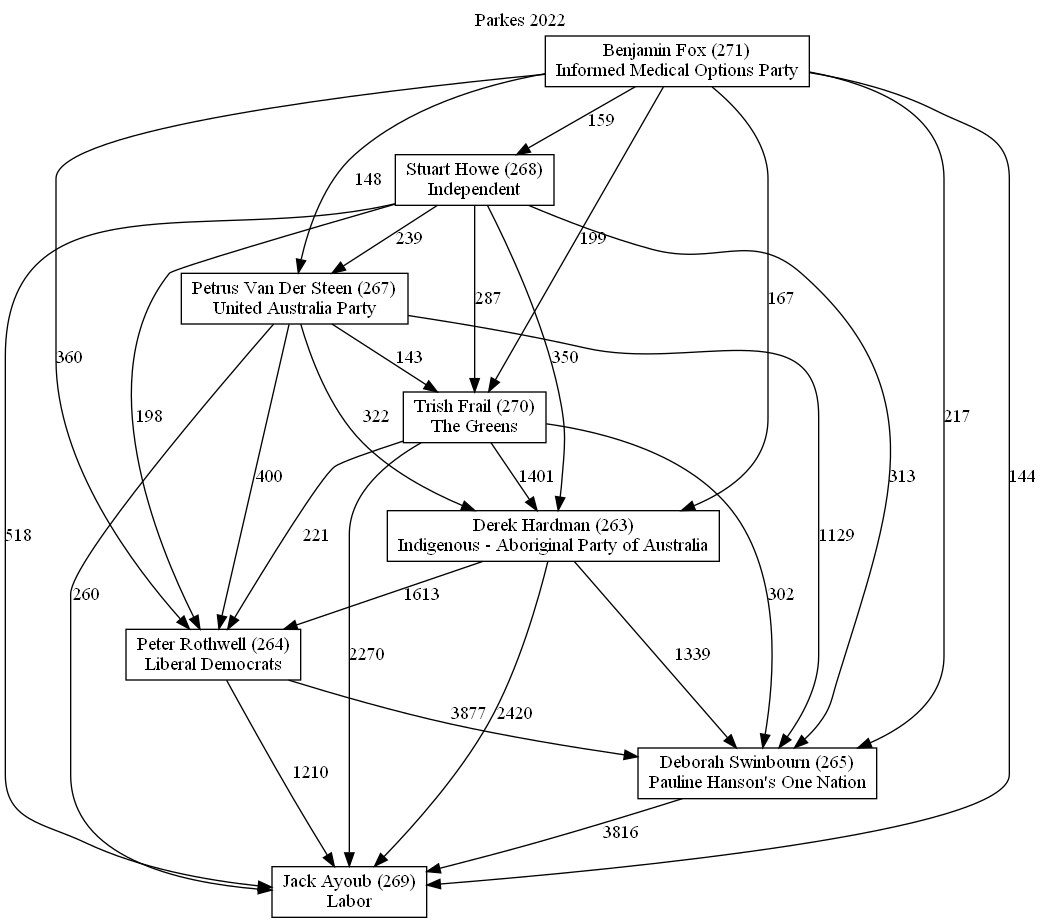 Parkes 2022
Benjamin Fox (271)
Informed Medical Options Party
159
Stuart Howe (268)
Independent
148
239
199
Petrus Van Der Steen (267)
United Australia Party
287
167
360
143
350
Trish Frail (270)
The Greens
198
322
217
400
1401
313
144
Derek Hardman (263)
Indigenous - Aboriginal Party of Australia
518
221
1129
260
1613
302
Peter Rothwell (264)
Liberal Democrats
2270
1339
3877
2420
Deborah Swinbourn (265)
Pauline Hanson's One Nation
1210
3816
Jack Ayoub (269)
Labor